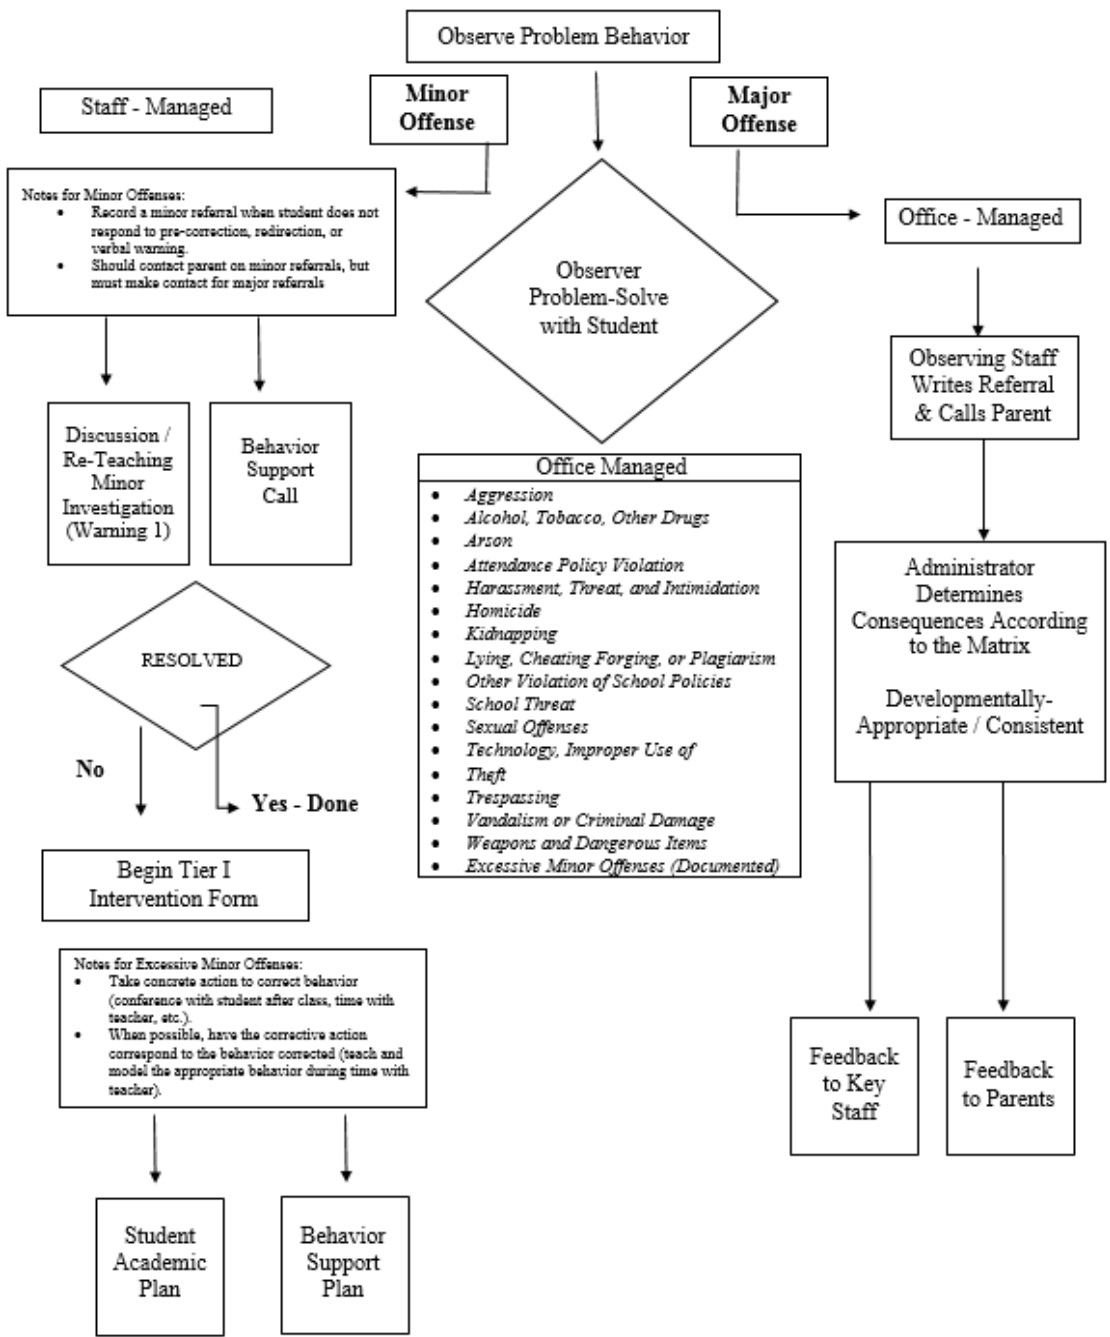 Observe Problem Behavior
Staff - Managed
Minor
Offense
Major
Offense
Notes for Minor Offenses:
• Record a minor referral when student does not
respond to pre-correction, redirection, or
verbal warning.
• Should contact parent on minor referrals, but
must make contact for major referrals
Observer
Problem-Solve
with Student
Office - Managed
Observing Staff
Writes Referral
& Calls Parent
Discussion /
Re-Teaching
Minor
Investigation
(Warning 1)
Behavior
Support
Call
Office Managed
• Aggression
• Alcohol, Tobacco, Other Drugs
• Arson
• Attendance Policy Violation
• Harassment, Threat, and Intimidation
• Homicide
• Kidnapping
• Lying, Cheating Forging, or Plagiarism
• Other Violation of School Policies
• School Threat
• Sexual Offenses
• Technology, Improper Use of
• Theft
• Trespassing
• Vandalism or Criminal Damage
• Weapons and Dangerous Items
• Excessive Minor Offenses (Documented)
Administrator
Determines
Consequences According
to the Matrix
Developmentally-
Appropriate / Consistent
RESOLVED
No
Yes - Done
Begin Tier I
Intervention Form
Notes for Excessive Minor Offenses:
• Take concrete action to correct behavior
(conference with student after class, time with
teacher, etc.).
• When possible, have the corrective action
correspond to the behavior corrected (teach and
model the appropriate behavior during time with
teacher).
Feedback
to Key
Staff
Feedback
to Parents
Student
Academic
Plan
Behavior
Support
Plan